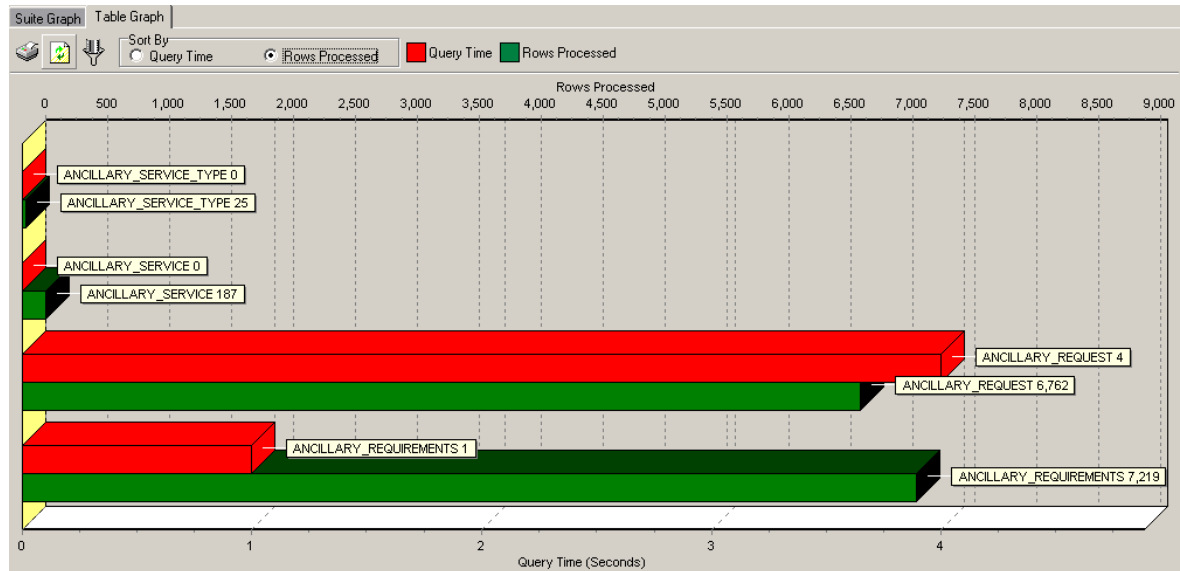 Suite Graph Table Graph
Sort By
Query Time Rows Processed Query Time Rows Processed
Rows Processed
0 500 1,000 1,500 2,000 2,500 3,000 3,500 4,000 4,500 5,000 5,500 6,000 6,500 7,000 7,500 8,000 8,500 9,000
ANCILLARY_SERVICE_TYPE 0
ANCILLARY_SERVICE_TYPE 25
ANCILLARY_SERVICE 0
ANCILLARY_SERVICE 187
ANCILLARY_REQUEST 4
ANCILLARY_REQUEST 6,762
ANCILLARY_REQUIREMENTS 1
ANCILLARY_REQUIREMENTS 7,219
0 1 2 3 4
Query Time (Seconds)